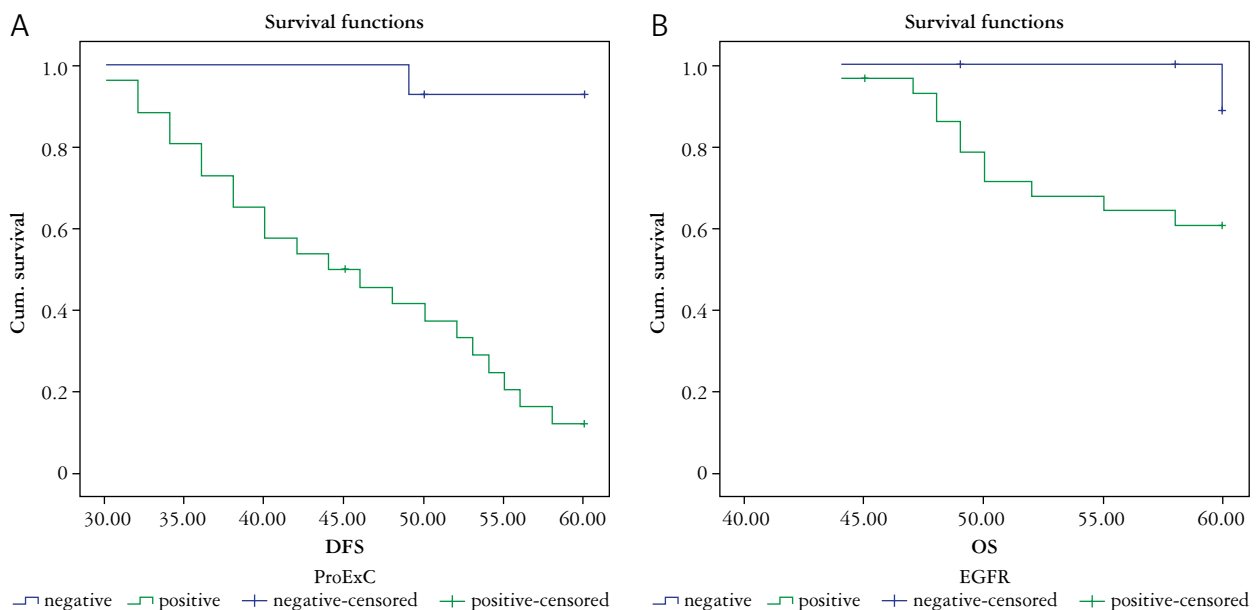 A
Survival functions
1.0
0.8
0.6
0.4
0.2
0
Cum. survival
30.00 35.00 40.00 45.00 50.00 55.00 60.00
DFS
ProExC
negative positive negative-censored positive-censored
B
Survival functions
1.0
0.8
0.6
0.4
0.2
0
Cum. survival
40.00 45.00 50.00 55.00 60.00
OS
EGFR
negative positive negative-censored positive-censored